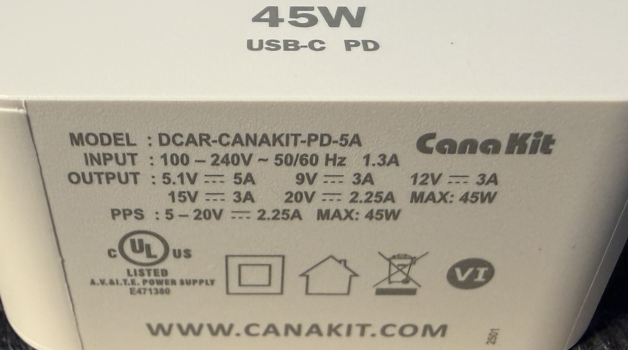 45W
USB-C PD
MODEL : DCAR-CANAKIT-PD-5A
CanaKit
INPUT : 100 – 240V ~ 50/60 Hz 1.3A
OUTPUT : 5.1V ⎓ 5A 9V ⎓ 3A 12V ⎓ 3A
15V ⎓ 3A 20V ⎓ 2.25A MAX: 45W
PPS : 5 – 20V ⎓ 2.25A MAX: 45W
C UL US
LISTED
A.V.&I.T.E. POWER SUPPLY
E471380
VI
WWW.CANAKIT.COM
2501